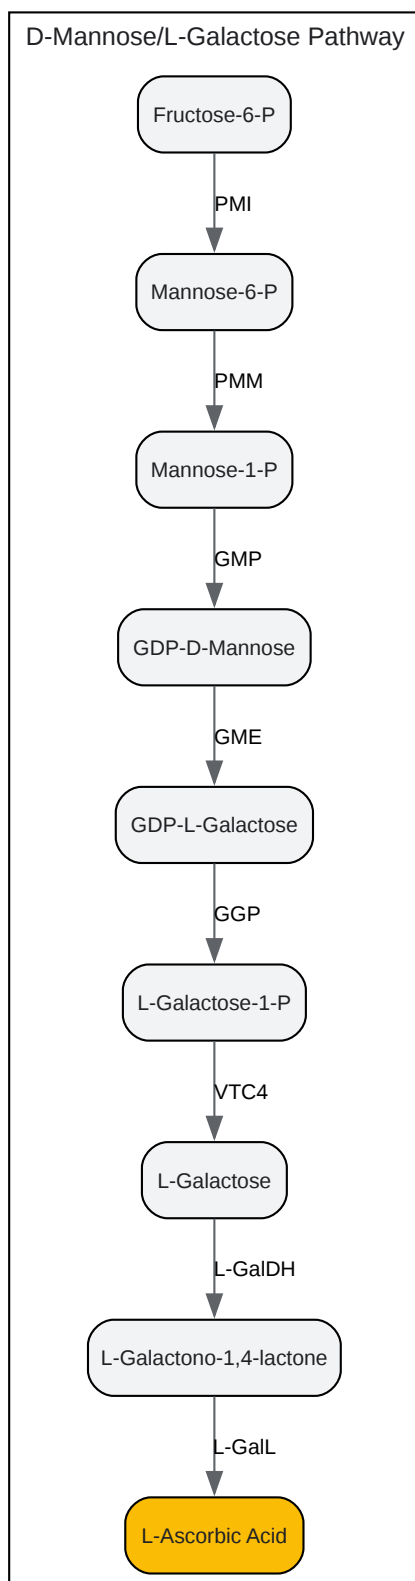 D-Mannose/L-Galactose Pathway
Fructose-6-P
PMI
Mannose-6-P
PMM
Mannose-1-P
GMP
GDP-D-Mannose
GME
GDP-L-Galactose
GGP
L-Galactose-1-P
VTC4
L-Galactose
L-GalDH
L-Galactono-1,4-lactone
L-GalL
L-Ascorbic Acid